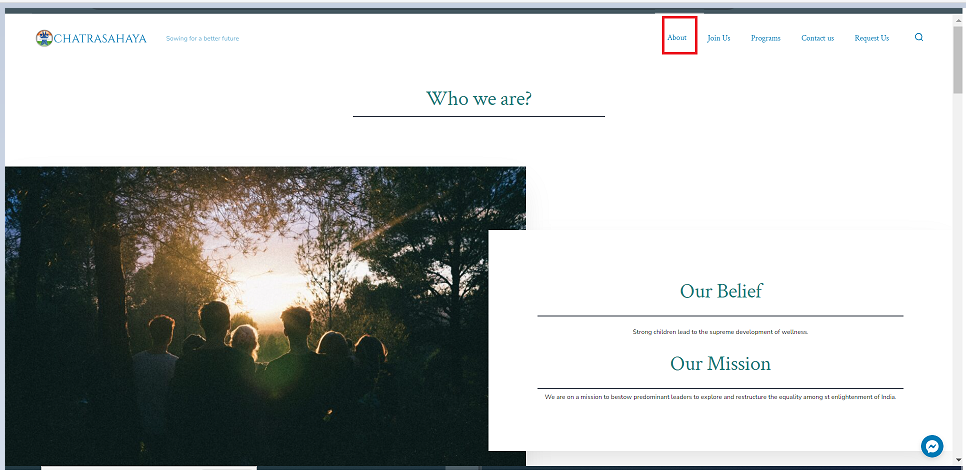 CHATRASAHAYA Sowing for a better future About Join Us Programs Contact us Request Us
Who we are?
Our Belief
Strong children lead to the supreme development of wellness.
Our Mission
We are on a mission to bestow predominant leaders to explore and restructure the equality among st enlightenment of India.